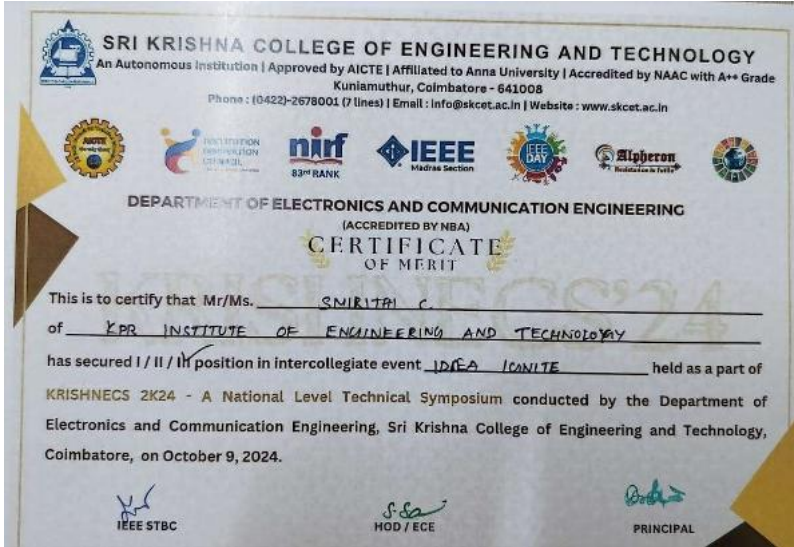 SRI KRISHNA COLLEGE OF ENGINEERING AND TECHNOLOGY
An Autonomous Institution | Approved by AICTE | Affiliated to Anna University | Accredited by NAAC with A++ Grade
Kuniamuthur, Coimbatore - 641008
Phone : (0422)-2678001 (7 lines) | Email : info@skcet.ac.in | Website : www.skcet.ac.in
AICTE
INSTITUTION
INNOVATION
COUNCIL
nirf
83rd RANK
IEEE
Madras Section
IEEE
DAY
Alpheron
DEPARTMENT OF ELECTRONICS AND COMMUNICATION ENGINEERING
(ACCREDITED BY NBA)
CERTIFICATE
OF MERIT
This is to certify that Mr/Ms. C.
of KPR INSTITUTE OF ENGINEERING AND TECHNOLOGY
has secured I / II / III position in intercollegiate event IDEA IGNITE held as a part of
KRISHNECS 2K24 - A National Level Technical Symposium conducted by the Department of
Electronics and Communication Engineering, Sri Krishna College of Engineering and Technology,
Coimbatore, on October 9, 2024.
IEEE STBC
HOD / ECE
PRINCIPAL